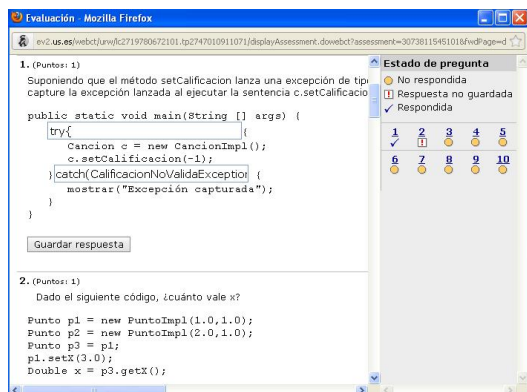 Evaluación - Mozilla Firefox
ev2.us.es/webct/urw/lc2719780672101.tp2747010911071/displayAssessment.dowebct?assessment=30738115451018&fwdPage=d
1. (Puntos: 1)
Suponiendo que el método setCalificacion lanza una excepción de tip
capture la excepción lanzada al ejecutar la sentencia c.setCalificacio
public static void main(String [] args) {
try{ {
Cancion c = new CancionImpl();
c.setCalificacion(-1);
} catch(CalificacionNoValidaException {
mostrar("Excepción capturada");
}
}
Guardar respuesta
2. (Puntos: 1)
Dado el siguiente código, ¿cuánto vale x?
Punto p1 = new PuntoImpl(1.0,1.0);
Punto p2 = new PuntoImpl(2.0,1.0);
Punto p3 = p1;
p1.setX(3.0);
Double x = p3.getX();
Estado de pregunta
No respondida
Respuesta no guardada
Respondida
1 2 3 4 5
6 7 8 9 10